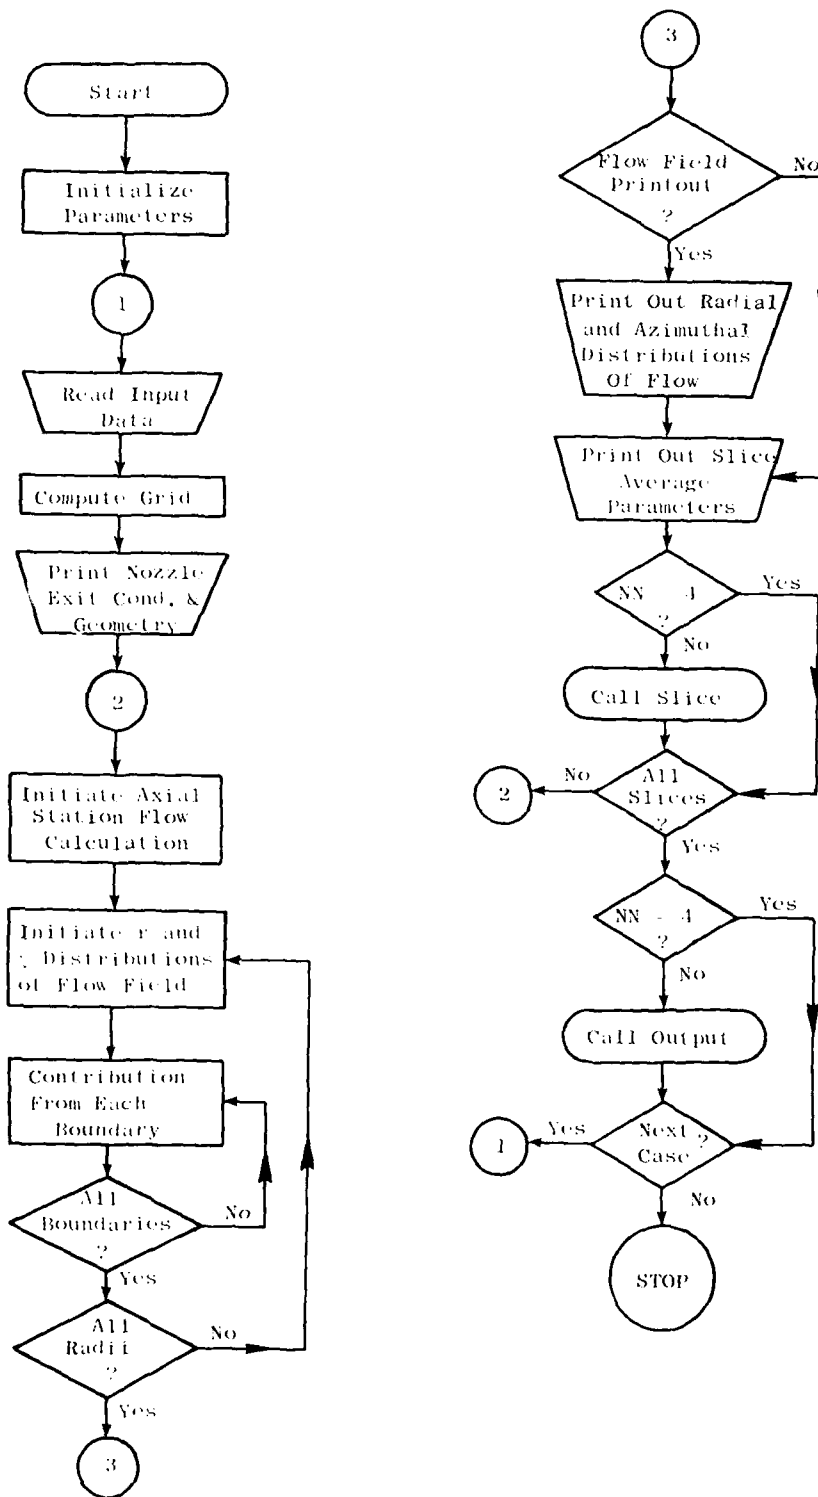 Start
Initialize
Parameters
1
Read Input
Data
Compute Grid
Print Nozzle
Exit Cond. &
Geometry
2
Initiate Axial
Station Flow
Calculation
Initiate r and
Distributions
of Flow Field
Contribution
From Each
Boundary
All
Boundaries
?
No
Yes
All
Radii
?
No
Yes
3
3
Flow Field
Printout
?
No
Yes
Print Out Radial
and Azimuthal
Distributions
Of Flow
Print Out Slice
Average
Parameters
NN 4
?
Yes
No
Call Slice
All
Slices
?
No
2
Yes
NN - 4
?
Yes
No
Call Output
Next ?
Case
Yes
1
No
STOP